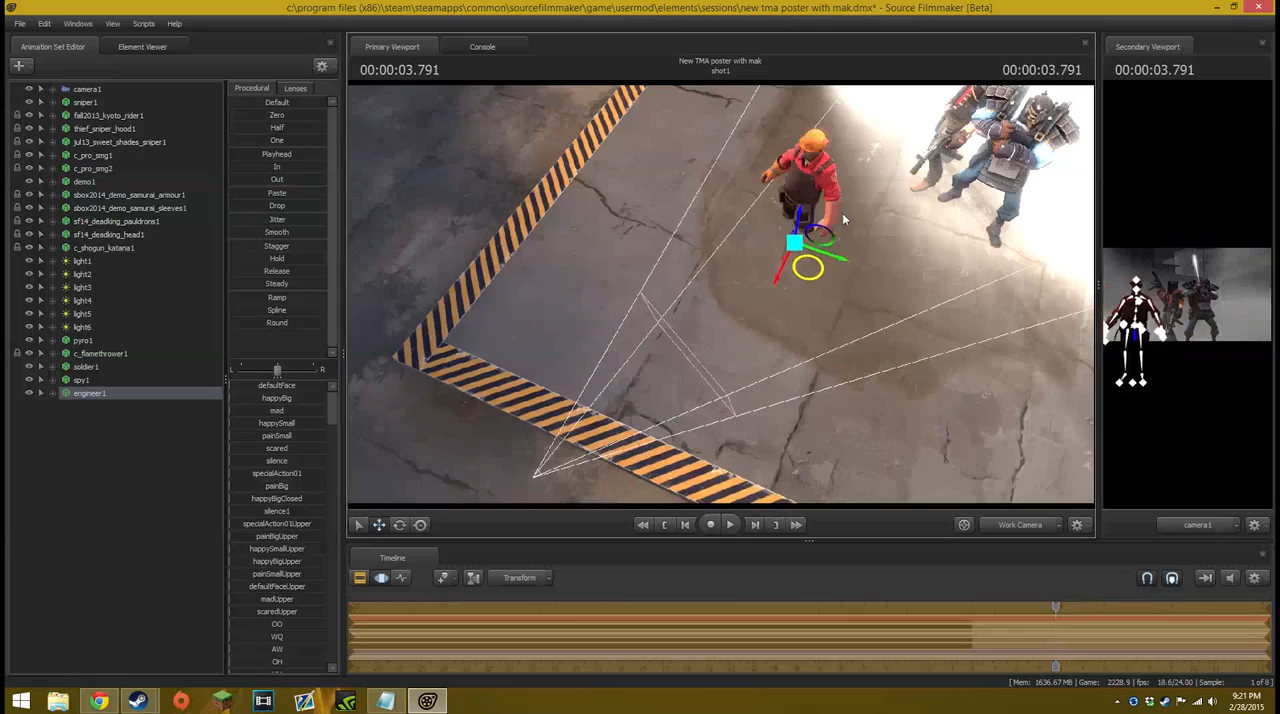 c:\program files (x86)\steam\steamapps\common\sourcefilmmaker\game\usermod\elements\sessions\new tma poster with mak.dmx* - Source Filmmaker [Beta]
File Edit Windows View Scripts Help
Animation Set Editor
Element Viewer
camera1
sniper1
fall2013_kyoto_rider1
thief_sniper_hood1
jul13_sweet_shades_sniper1
c_pro_smg1
c_pro_smg2
demo1
sbox2014_demo_samurai_armour1
sbox2014_demo_samurai_sleeves1
sf14_deadking_pauldrons1
sf14_deadking_head1
c_shogun_katana1
light1
light2
light3
light4
light5
light6
pyro1
c_flamethrower1
soldier1
spy1
engineer1
Procedural
Lenses
Default
Zero
Half
One
Playhead
In
Out
Paste
Drop
Jitter
Smooth
Stagger
Hold
Release
Steady
Ramp
Spline
Round
L
R
defaultFace
happyBig
mad
happySmall
painSmall
scared
silence
specialAction01
painBig
happyBigClosed
silence1
specialAction01Upper
painBigUpper
happySmallUpper
happyBigUpper
painSmallUpper
defaultFaceUpper
madUpper
scaredUpper
OO
WQ
AW
OH
Primary Viewport
Console
00:00:03.791
New TMA poster with mak
shot1
00:00:03.791
Work Camera
Secondary Viewport
00:00:03.791
camera1
Timeline
Transform
Mem: 1636.67 MB | Game: 2228.9 | fps: 18.6/24.00 | Sample: 1 of 8
9:21 PM
2/28/2015